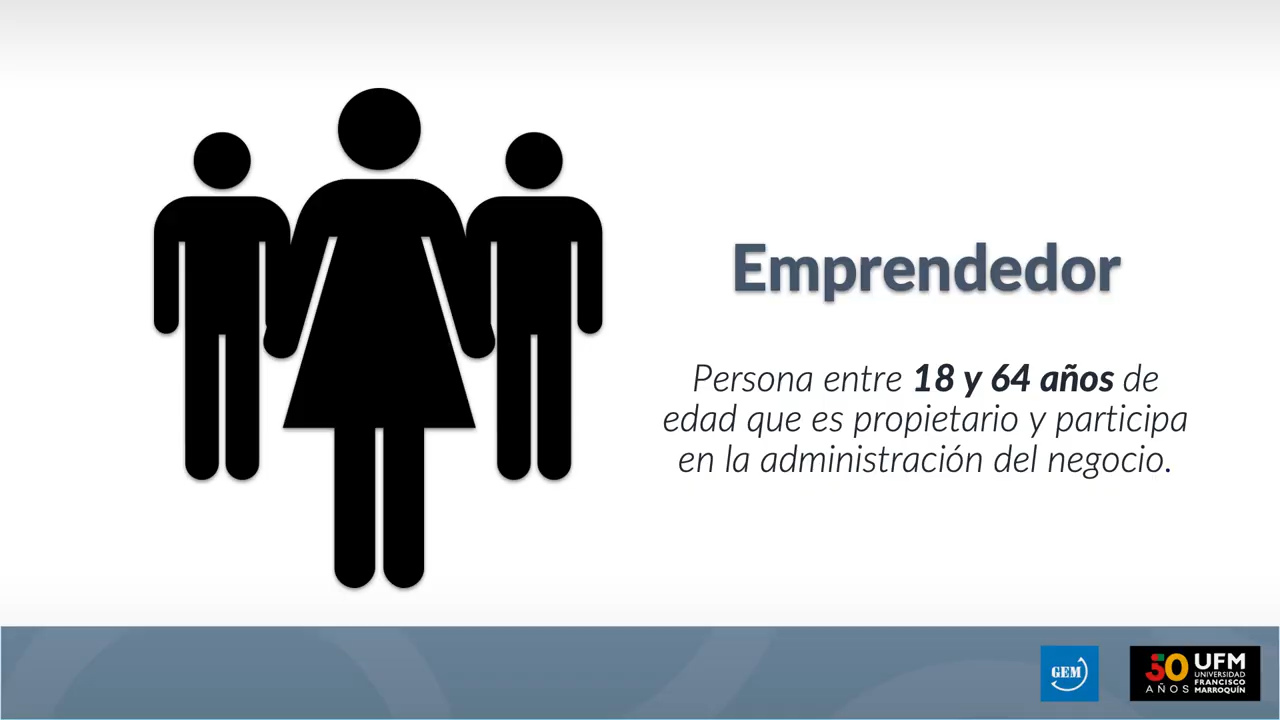 Emprendedor
Persona entre 18 y 64 años de
edad que es propietario y participa
en la administración del negocio.
GEM
50 AÑOS
UFM
UNIVERSIDAD
FRANCISCO
MARROQUÍN